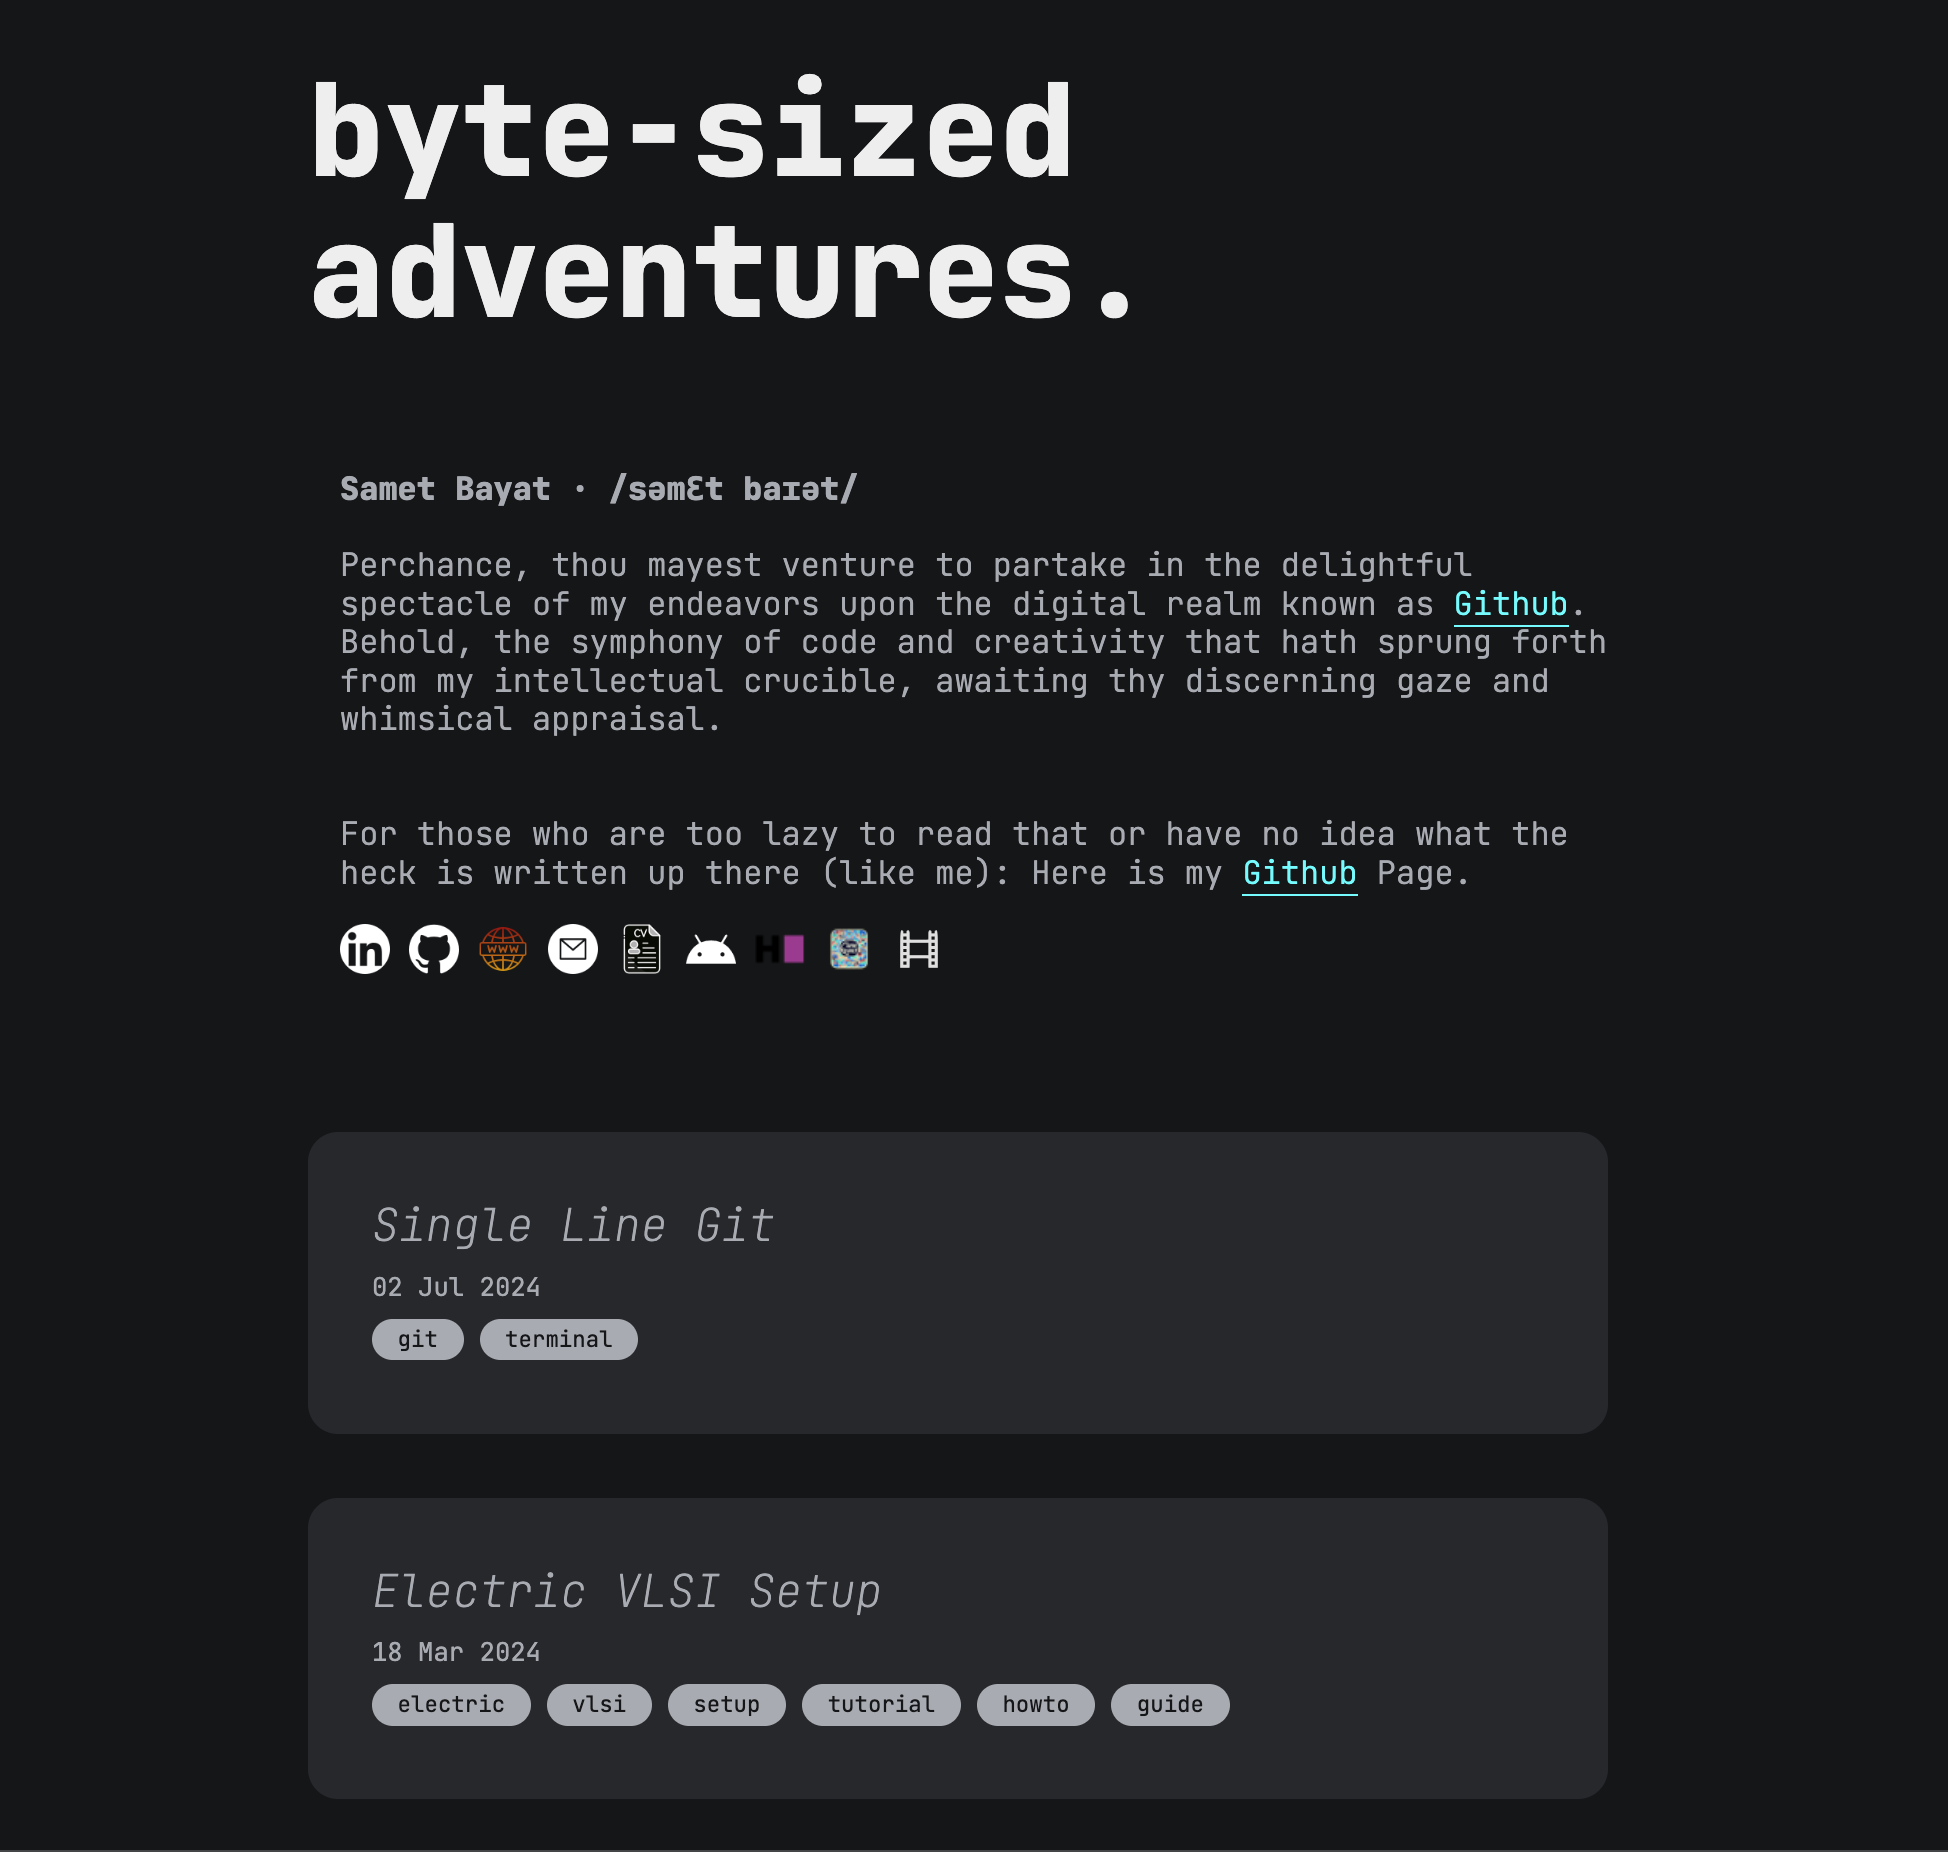 byte-sized
adventures.
Samet Bayat · /səmƐt baɪət/
Perchance, thou mayest venture to partake in the delightful
spectacle of my endeavors upon the digital realm known as Github.
Behold, the symphony of code and creativity that hath sprung forth
from my intellectual crucible, awaiting thy discerning gaze and
whimsical appraisal.
For those who are too lazy to read that or have no idea what the
heck is written up there (like me): Here is my Github Page.
in WWW CV H
Single Line Git
02 Jul 2024
git terminal
Electric VLSI Setup
18 Mar 2024
electric vlsi setup tutorial howto guide